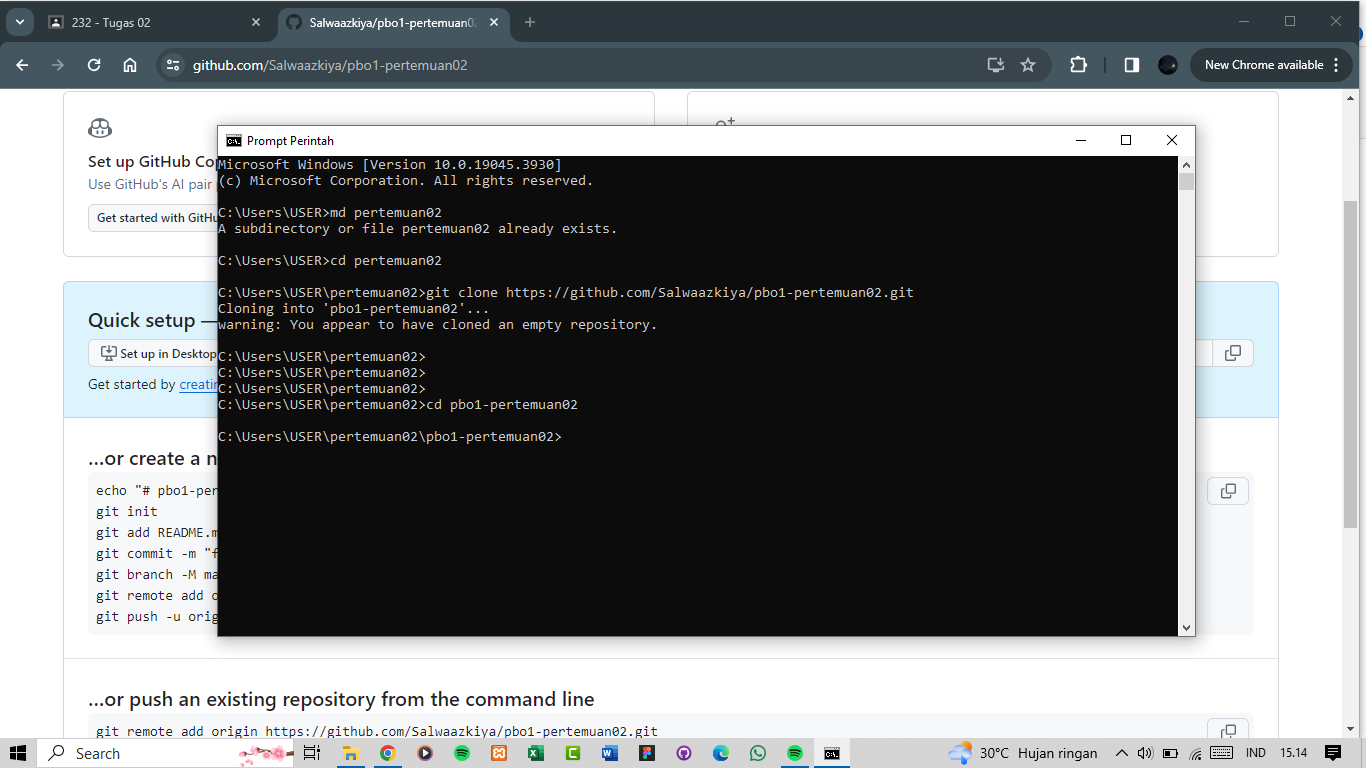 232 - Tugas 02
Salwaazkiya/pbo1-pertemuan02
github.com/Salwaazkiya/pbo1-pertemuan02
New Chrome available
Set up GitHub Co
Use GitHub's AI pair
Get started with GitHu
Prompt Perintah
Microsoft Windows [Version 10.0.19045.3930]
(c) Microsoft Corporation. All rights reserved.
C:\Users\USER>md pertemuan02
A subdirectory or file pertemuan02 already exists.
C:\Users\USER>cd pertemuan02
C:\Users\USER\pertemuan02>git clone https://github.com/Salwaazkiya/pbo1-pertemuan02.git
Cloning into 'pbo1-pertemuan02'...
warning: You appear to have cloned an empty repository.
C:\Users\USER\pertemuan02>
C:\Users\USER\pertemuan02>
C:\Users\USER\pertemuan02>
C:\Users\USER\pertemuan02>cd pbo1-pertemuan02
C:\Users\USER\pertemuan02\pbo1-pertemuan02>
Quick setup —
Set up in Desktop
Get started by creatin
...or create a n
echo "# pbo1-per
git init
git add README.m
git commit -m "f
git branch -M ma
git remote add o
git push -u orig
...or push an existing repository from the command line
git remote add origin https://github.com/Salwaazkiya/pbo1-pertemuan02.git
Search
30°C Hujan ringan
IND
15.14